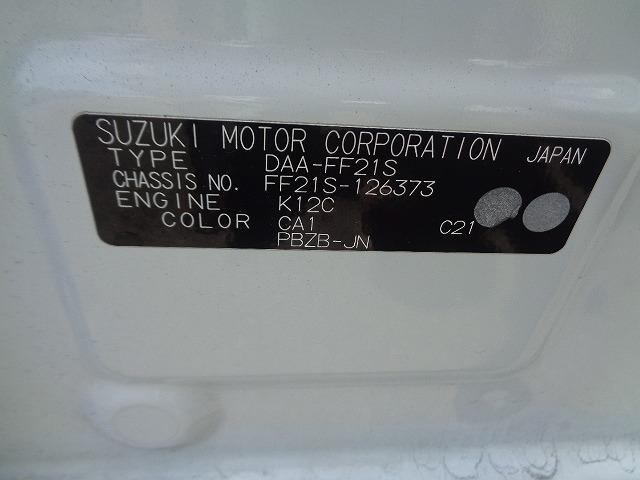 SUZUKI MOTOR CORPORATION JAPAN
TYPE DAA-FF21S
CHASSIS NO. FF21S-126373
ENGINE K12C
COLOR CA1 C21
PBZB-JN